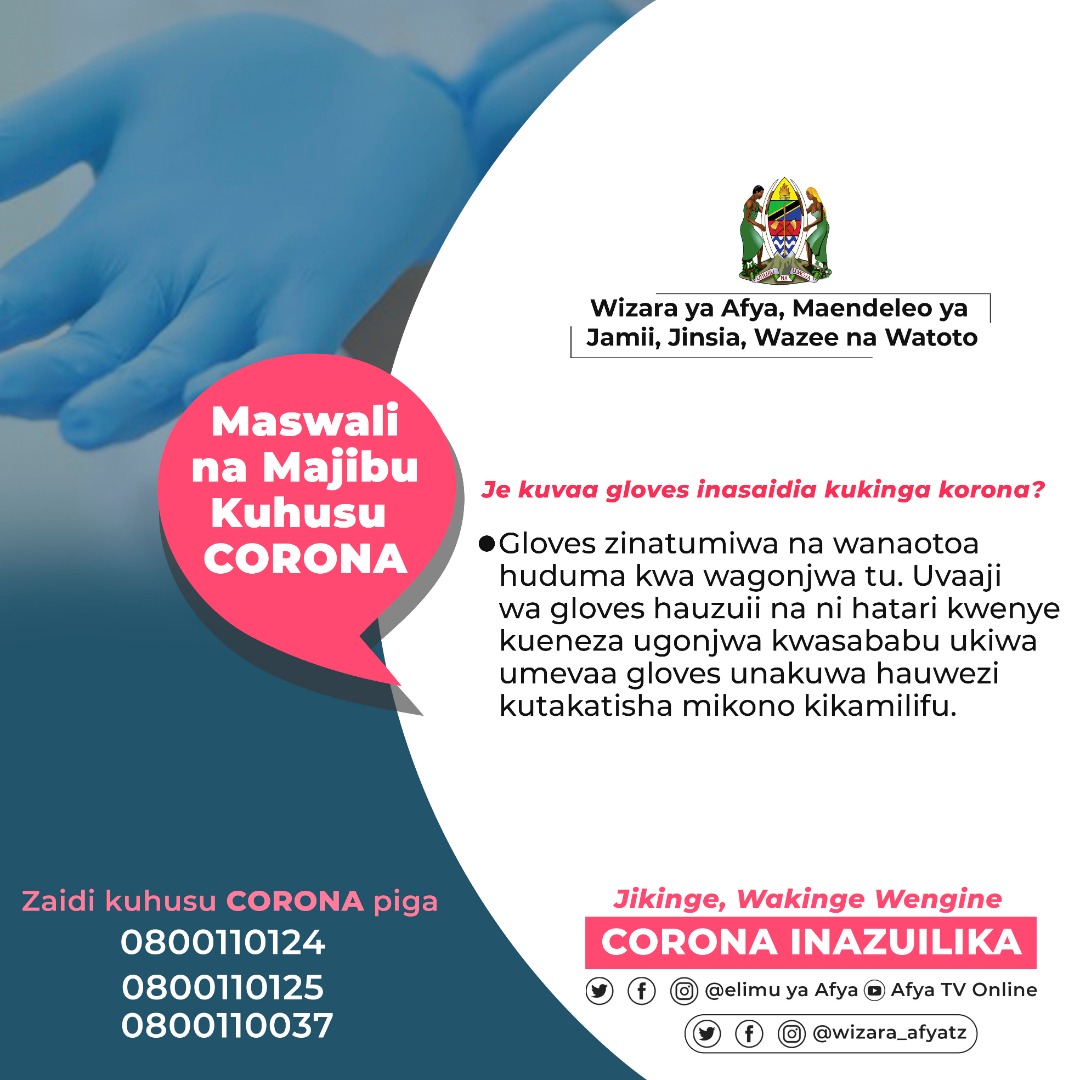 Wizara ya Afya, Maendeleo ya
Jamii, Jinsia, Wazee na Watoto
Maswali
na Majibu
Kuhusu
CORONA
Je kuvaa gloves inasaidia kukinga korona?
●Gloves zinatumiwa na wanaotoa
huduma kwa wagonjwa tu. Uvaaji
wa gloves hauzuii na ni hatari kwenye
kueneza ugonjwa kwasababu ukiwa
umevaa gloves unakuwa hauwezi
kutakatisha mikono kikamilifu.
Zaidi kuhusu CORONA piga
0800110124
0800110125
0800110037
Jikinge, Wakinge Wengine
CORONA INAZUILIKA
@elimu ya Afya Afya TV Online
@wizara_afyatz